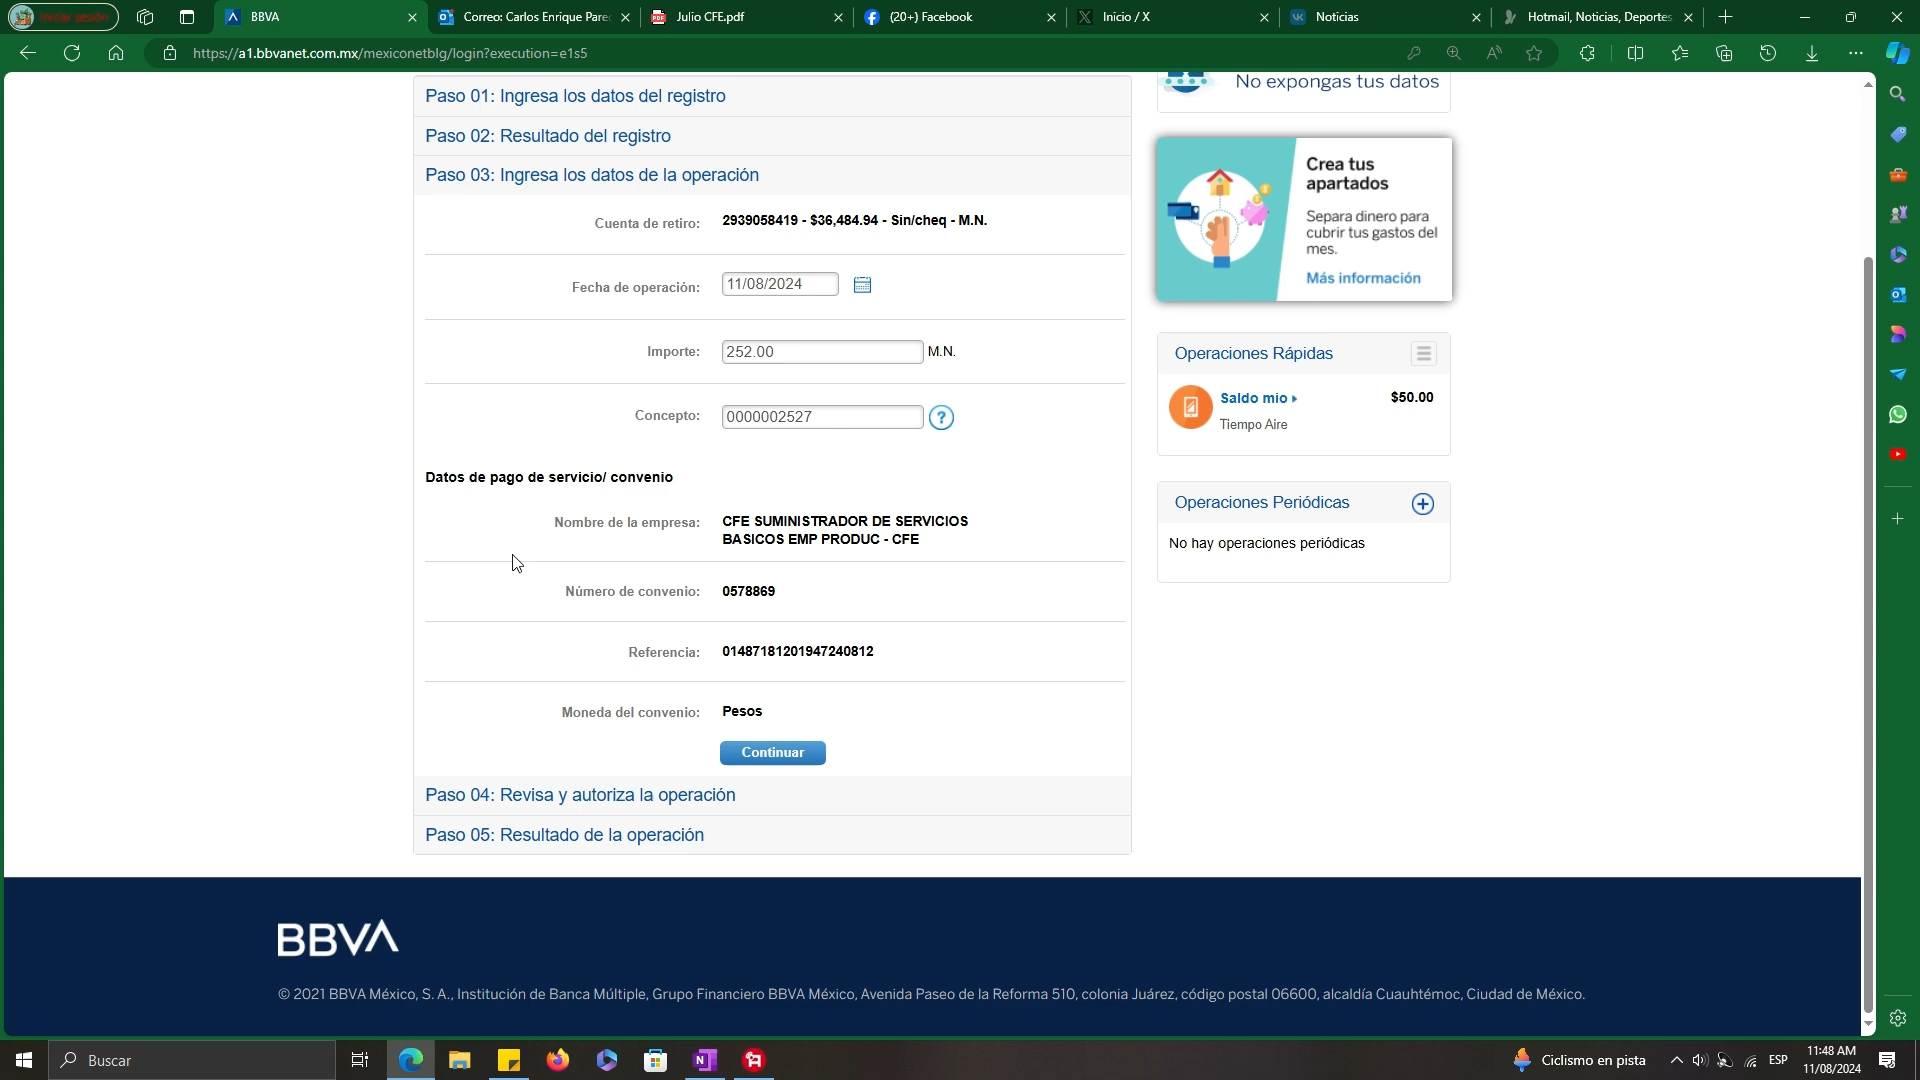 Iniciar sesión
BBVA
Correo: Carlos Enrique Pare
Julio CFE.pdf
(20+) Facebook
Inicio / X
Noticias
Hotmail, Noticias, Deportes
https://a1.bbvanet.com.mx/mexiconetblg/login?execution=e1s5
Paso 01: Ingresa los datos del registro
Paso 02: Resultado del registro
Paso 03: Ingresa los datos de la operación
Cuenta de retiro: 2939058419 - $36,484.94 - Sin/cheq - M.N.
Fecha de operación: 11/08/2024
Importe: 252.00 M.N.
Concepto: 0000002527 ?
Datos de pago de servicio/ convenio
Nombre de la empresa: CFE SUMINISTRADOR DE SERVICIOS
BASICOS EMP PRODUC - CFE
Número de convenio: 0578869
Referencia: 01487181201947240812
Moneda del convenio: Pesos
Continuar
Paso 04: Revisa y autoriza la operación
Paso 05: Resultado de la operación
No expongas tus datos
Crea tus
apartados
Separa dinero para
cubrir tus gastos del
mes.
Más información
Operaciones Rápidas
Saldo mio $50.00
Tiempo Aire
Operaciones Periódicas
No hay operaciones periódicas
BBVA
© 2021 BBVA México, S. A., Institución de Banca Múltiple, Grupo Financiero BBVA México, Avenida Paseo de la Reforma 510, colonia Juárez, código postal 06600, alcaldía Cuauhtémoc, Ciudad de México.
Buscar
Ciclismo en pista
ESP
11:48 AM
11/08/2024